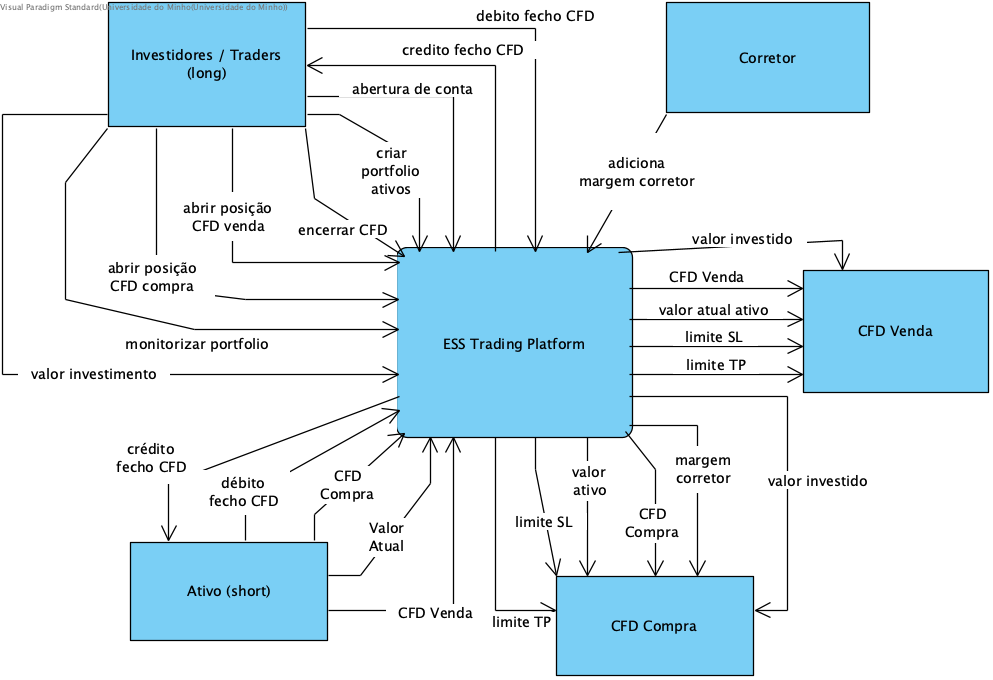 Visual Paradigm Standard(Universidade do Minho(Universidade do Minho))
debito fecho CFD
Investidores / Traders
(long)
credito fecho CFD
Corretor
abertura de conta
criar
portfolio
ativos
adiciona
margem corretor
abrir posição
CFD venda
encerrar CFD
valor investido
abrir posição
CFD compra
CFD Venda
valor atual ativo
CFD Venda
limite SL
monitorizar portfolio
ESS Trading Platform
limite TP
valor investimento
crédito
fecho CFD
débito
fecho CFD
CFD
Compra
valor
ativo
margem
corretor
valor investido
Valor
Atual
limite SL
CFD
Compra
Ativo (short)
CFD Venda
limite TP
CFD Compra